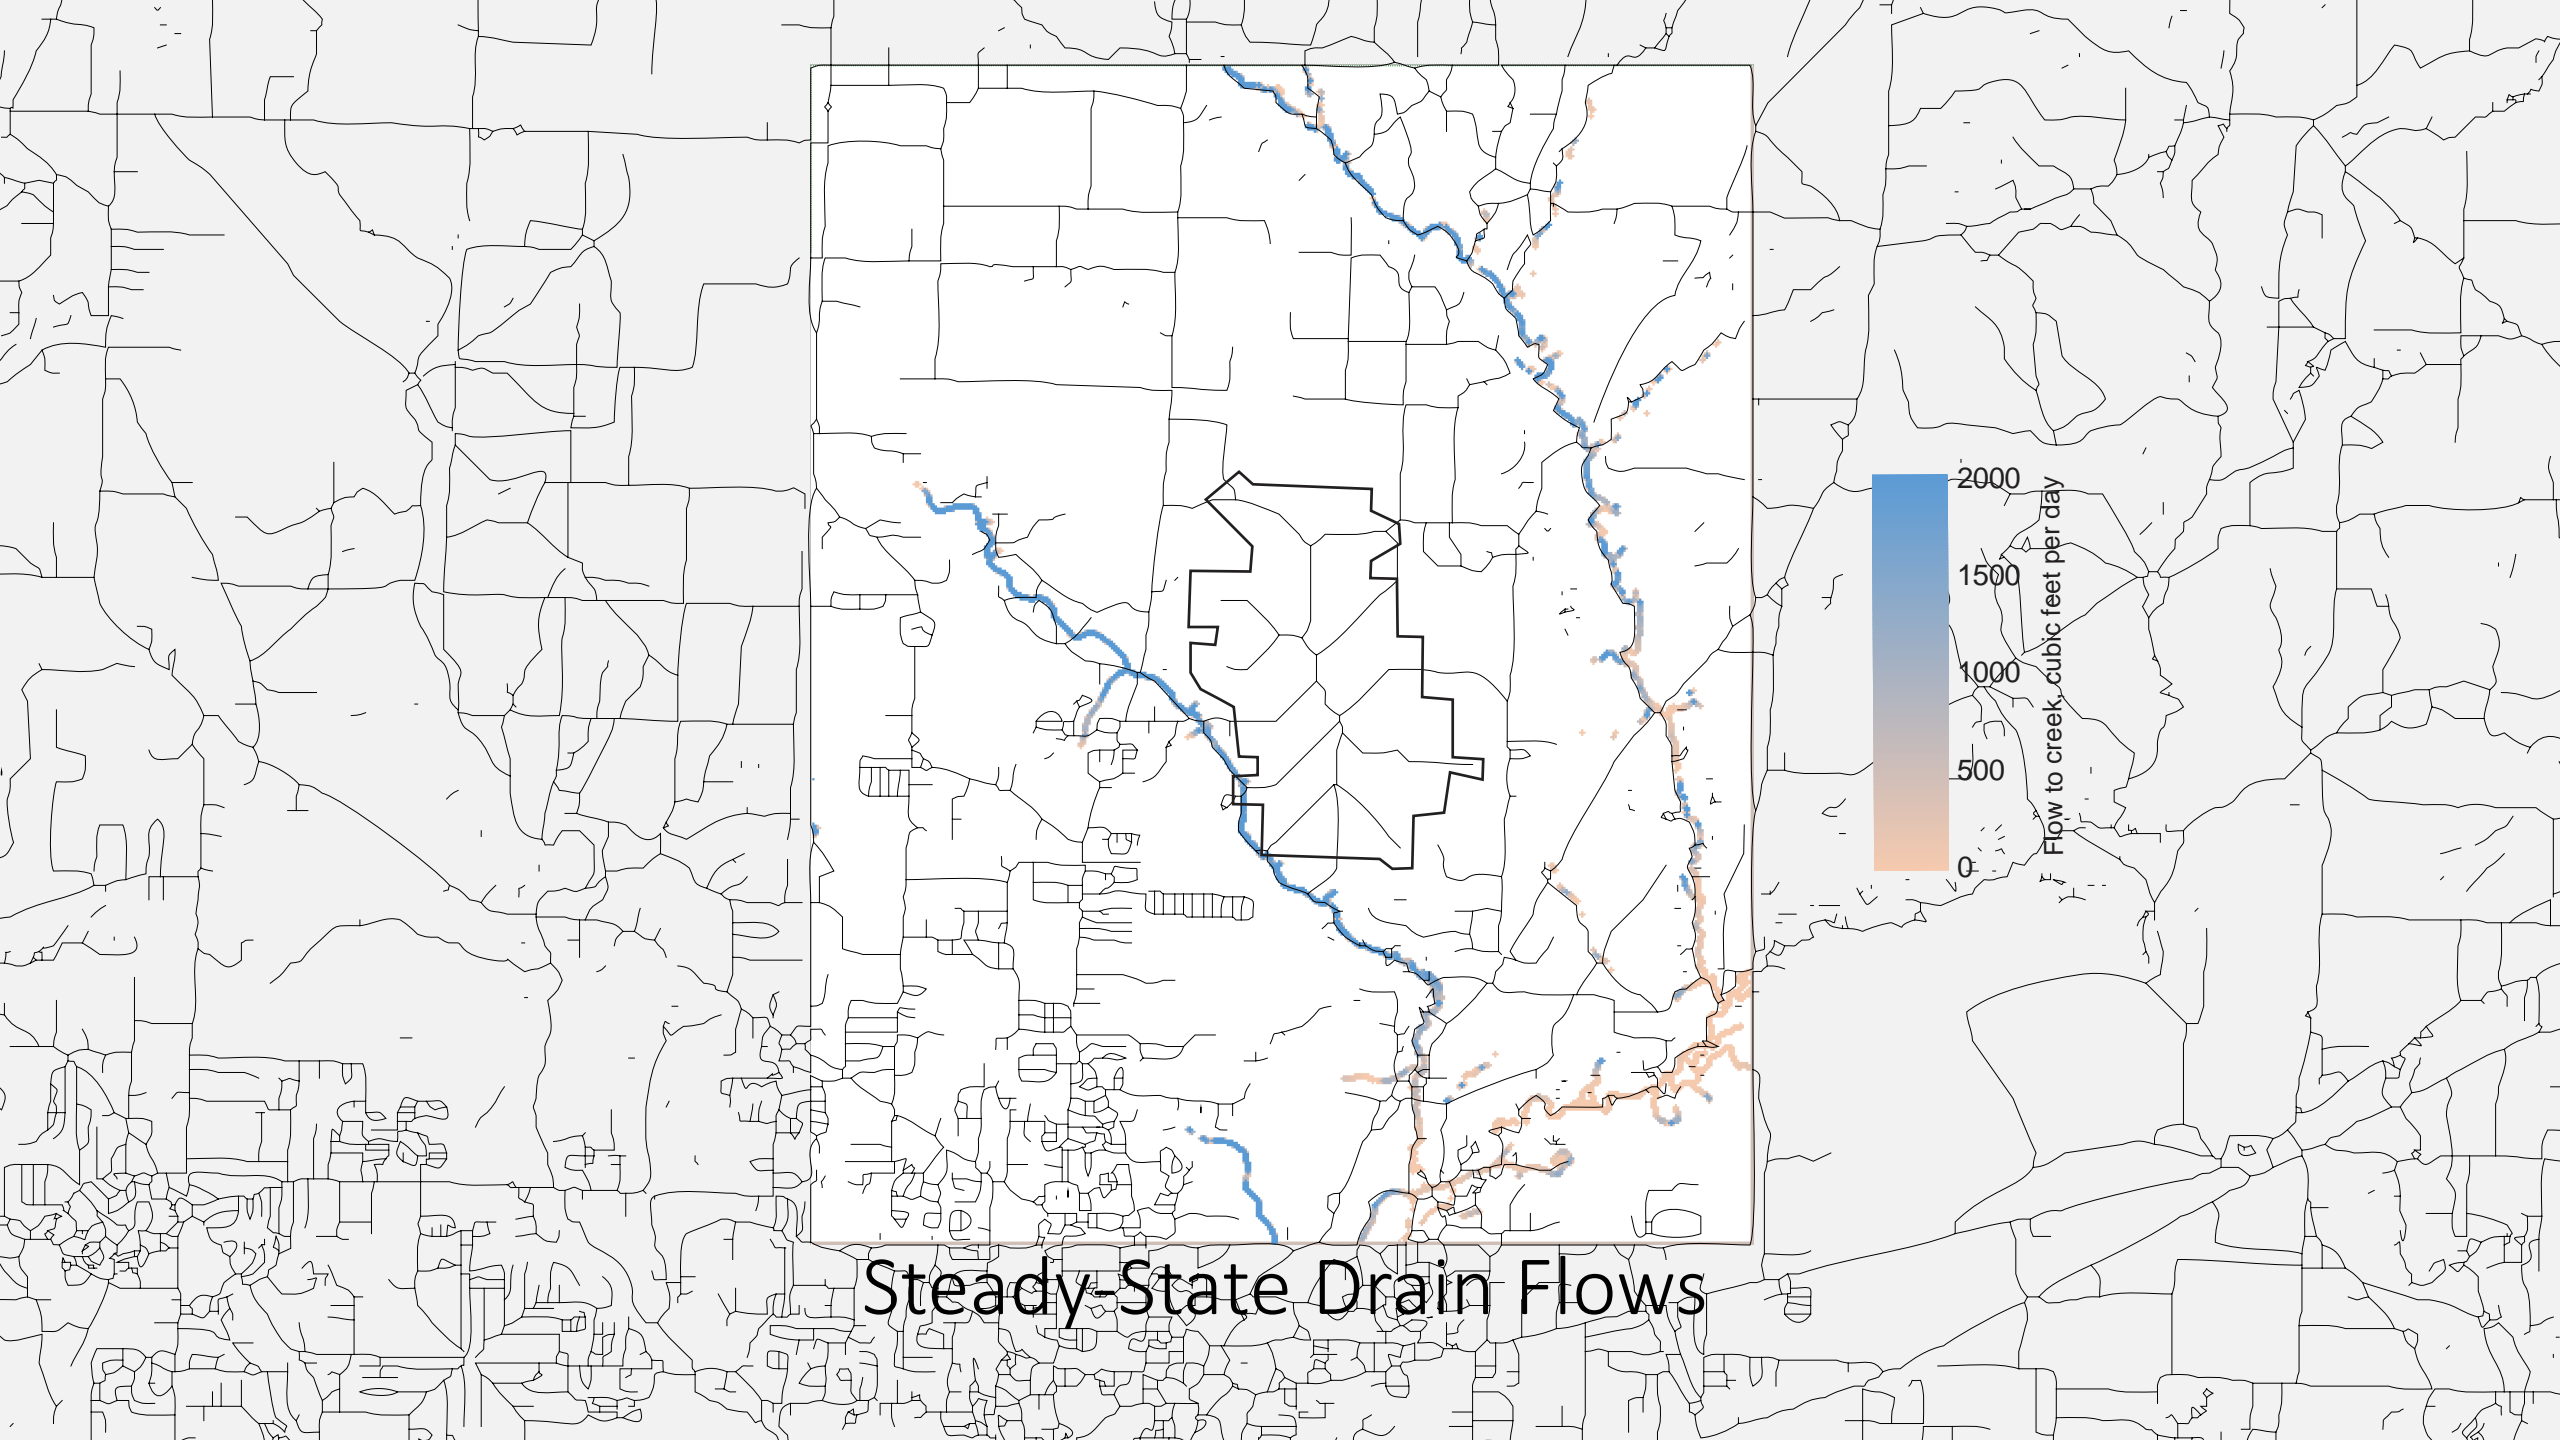 2000
1500
1000
500
0
Flow to creek, cubic feet per day
Steady-State Drain Flows